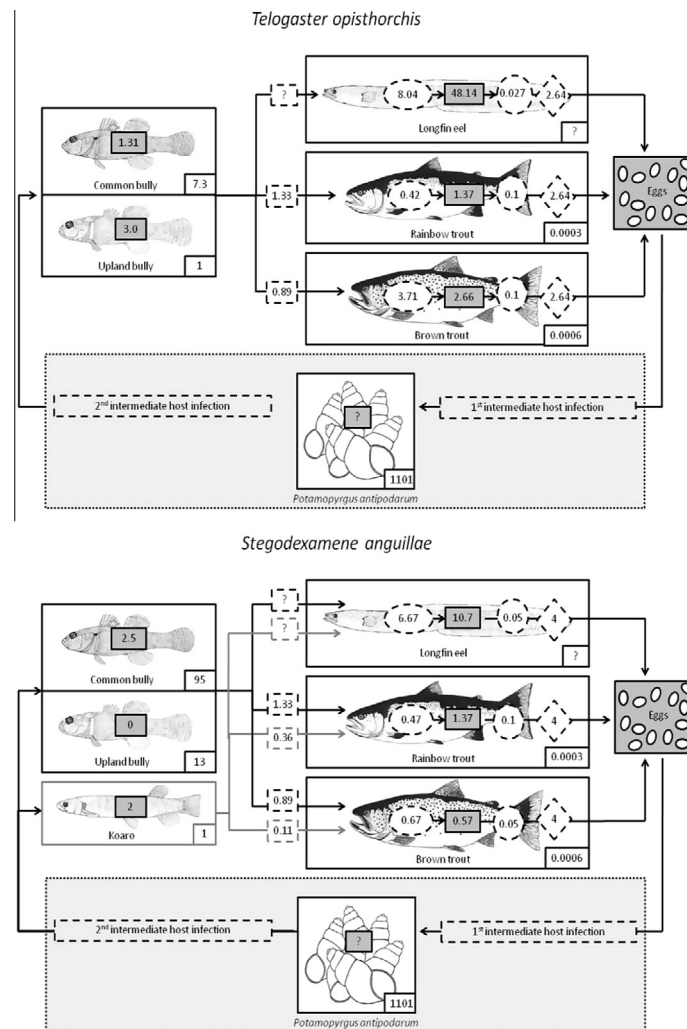 Telogaster opisthorchis
?
8.04
48.14
0.027
2.64
Longfin eel
?
1.31
Common bully
7.3
3.0
Upland bully
1
1.33
0.42
1.37
0.1
2.64
Rainbow trout
0.0003
Eggs
0.89
3.71
2.66
0.1
2.64
Brown trout
0.0006
2nd intermediate host infection
?
1st intermediate host infection
1101
Potamopyrgus antipodarum
Stegodexamene anguillae
?
?
6.67
10.7
0.05
4
Longfin eel
?
2.5
Common bully
95
0
Upland bully
13
2
Koaro
1
1.33
0.36
0.47
1.37
0.1
4
Rainbow trout
0.0003
Eggs
0.89
0.11
0.67
0.57
0.05
4
Brown trout
0.0006
2nd intermediate host infection
?
1st intermediate host infection
1101
Potamopyrgus antipodarum